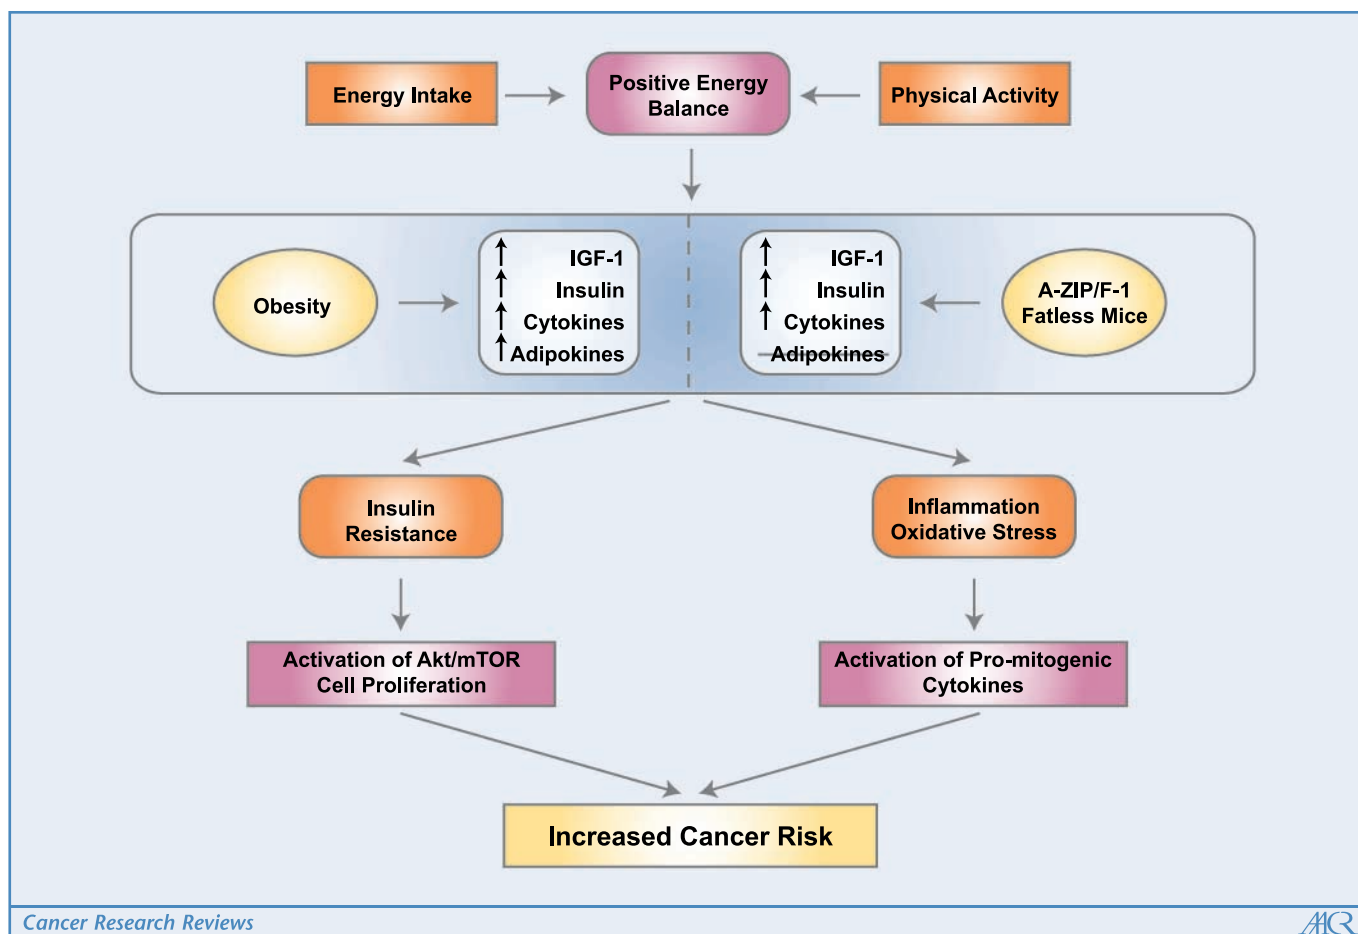 Energy Intake
Positive Energy
Balance
Physical Activity
Obesity
IGF-1
Insulin
Cytokines
Adipokines
IGF-1
Insulin
Cytokines
Adipokines
A-ZIP/F-1
Fatless Mice
Insulin
Resistance
Inflammation
Oxidative Stress
Activation of Akt/mTOR
Cell Proliferation
Activation of Pro-mitogenic
Cytokines
Increased Cancer Risk
Cancer Research Reviews
AACR